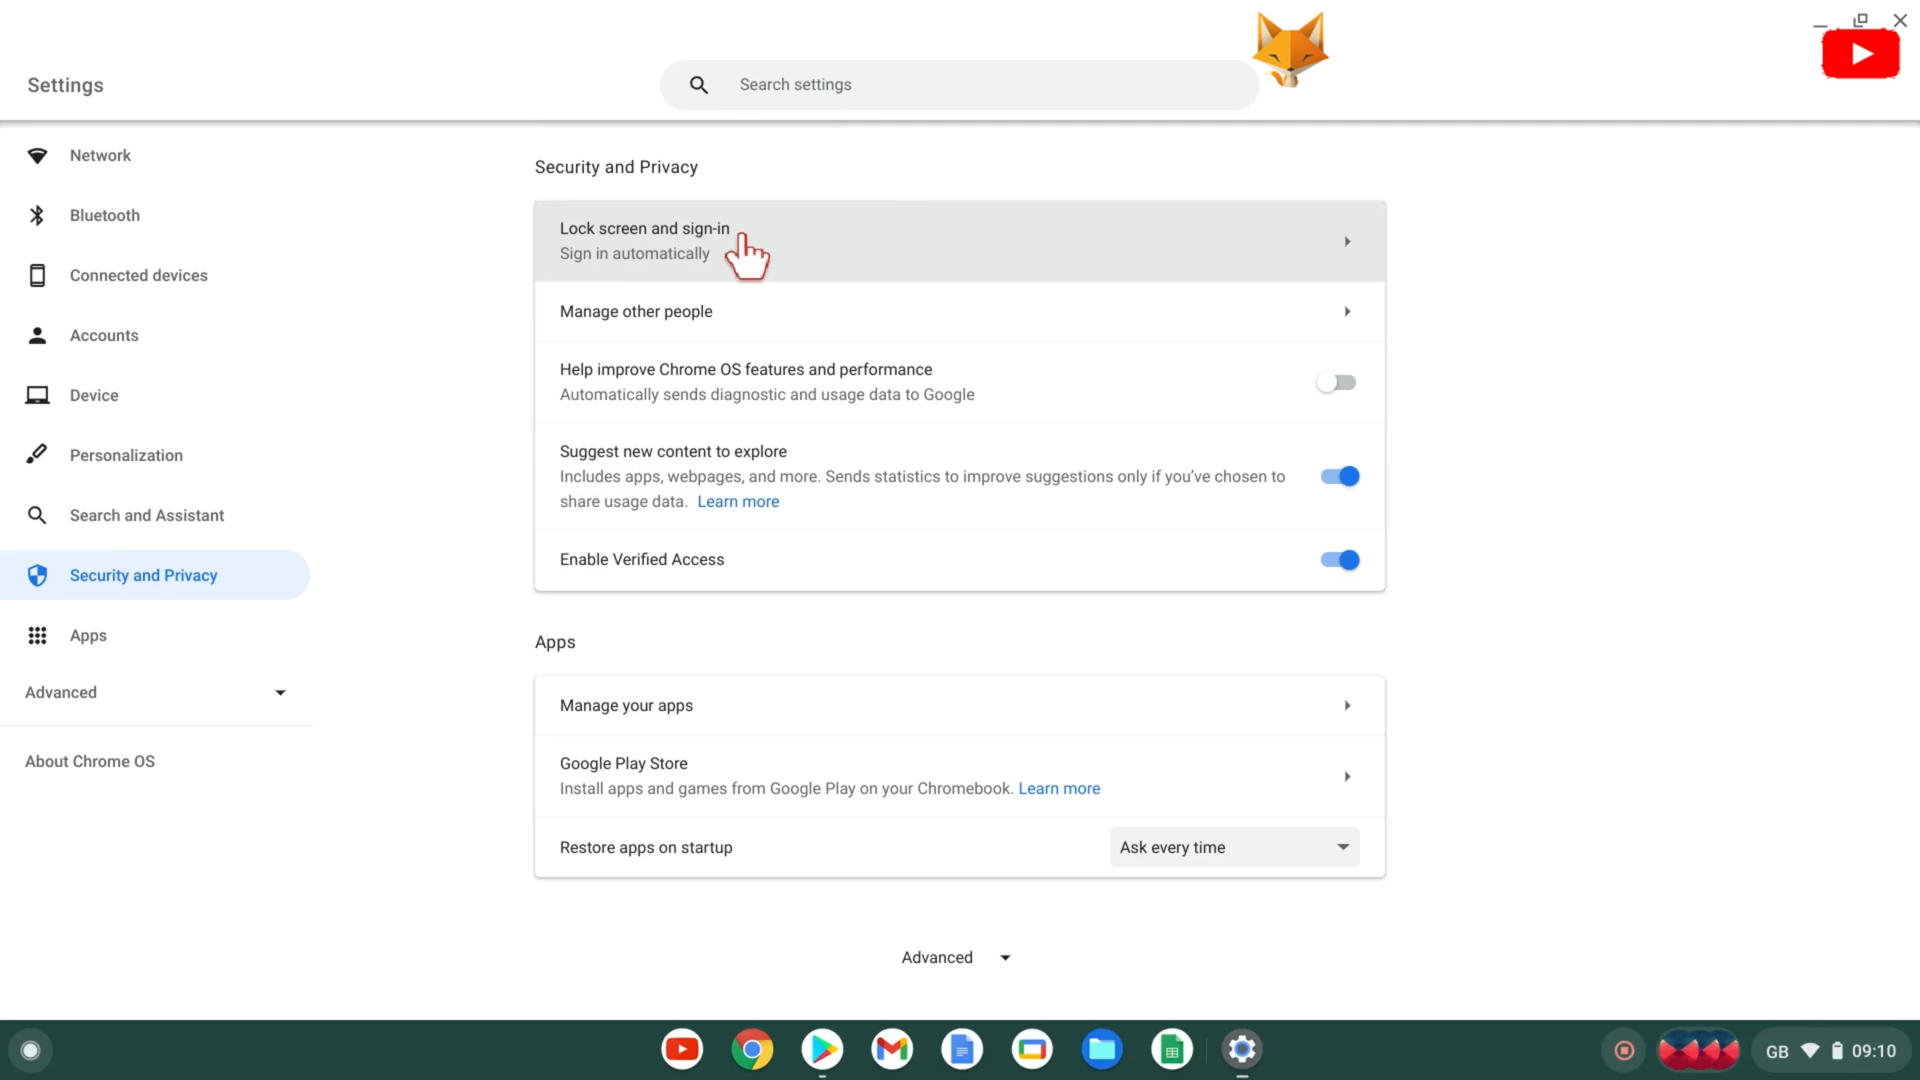 Settings
Search settings
Network
Bluetooth
Connected devices
Accounts
Device
Personalization
Search and Assistant
Security and Privacy
Apps
Advanced
About Chrome OS
Security and Privacy
Lock screen and sign-in
Sign in automatically
Manage other people
Help improve Chrome OS features and performance
Automatically sends diagnostic and usage data to Google
Suggest new content to explore
Includes apps, webpages, and more. Sends statistics to improve suggestions only if you've chosen to
share usage data. Learn more
Enable Verified Access
Apps
Manage your apps
Google Play Store
Install apps and games from Google Play on your Chromebook. Learn more
Restore apps on startup
Ask every time
Advanced
GB 09:10